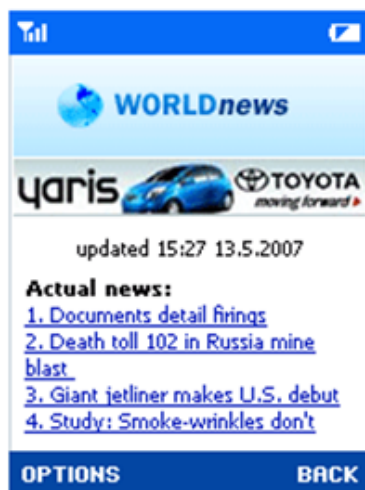 WORLDnews
yaris TOYOTA
moving forward
updated 15:27 13.5.2007
Actual news:
1. Documents detail firings
2. Death toll 102 in Russia mine
blast
3. Giant jetliner makes U.S. debut
4. Study: Smoke-wrinkles don't
OPTIONS BACK